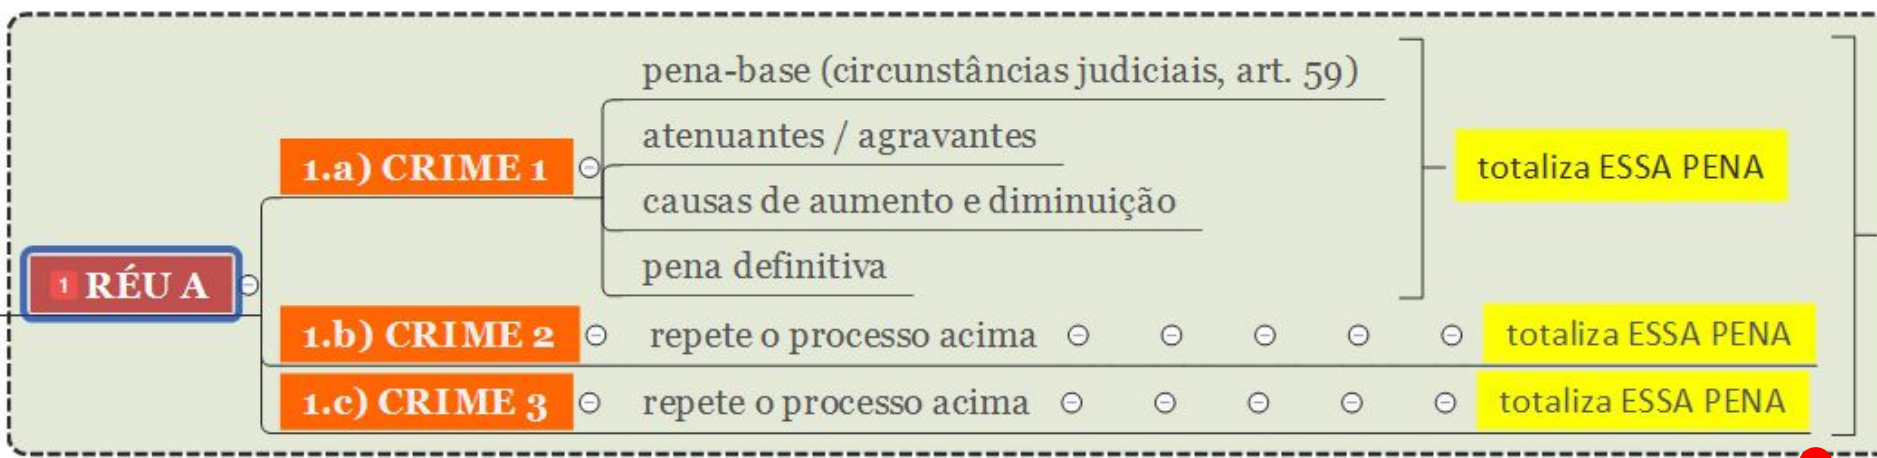 pena-base (circunstâncias judiciais, art. 59)
atenuantes / agravantes
1.a) CRIME 1
totaliza ESSA PENA
causas de aumento e diminuição
pena definitiva
1 RÉU A
1.b) CRIME 2 repete o processo acima totaliza ESSA PENA
1.c) CRIME 3 repete o processo acima totaliza ESSA PENA